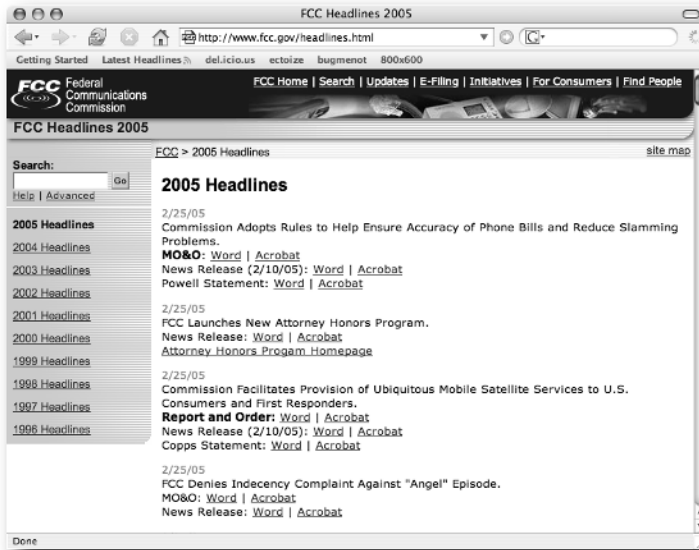 FCC Headlines 2005
http://www.fcc.gov/headlines.html
G
Getting Started Latest Headlines del.icio.us ectoize bugmenot 800x600
FCC Federal Communications Commission
FCC Home | Search | Updates | E-Filing | Initiatives | For Consumers | Find People
FCC Headlines 2005
FCC > 2005 Headlines site map
Search:
Go
Help | Advanced
2005 Headlines
2004 Headlines
2003 Headlines
2002 Headlines
2001 Headlines
2000 Headlines
1999 Headlines
1998 Headlines
1997 Headlines
1996 Headlines
2005 Headlines
2/25/05
Commission Adopts Rules to Help Ensure Accuracy of Phone Bills and Reduce Slamming
Problems.
MO&O: Word | Acrobat
News Release (2/10/05): Word | Acrobat
Powell Statement: Word | Acrobat
2/25/05
FCC Launches New Attorney Honors Program.
News Release: Word | Acrobat
Attorney Honors Progam Homepage
2/25/05
Commission Facilitates Provision of Ubiquitous Mobile Satellite Services to U.S.
Consumers and First Responders.
Report and Order: Word | Acrobat
News Release (2/10/05): Word | Acrobat
Copps Statement: Word | Acrobat
2/25/05
FCC Denies Indecency Complaint Against "Angel" Episode.
MO&O: Word | Acrobat
News Release: Word | Acrobat
Done